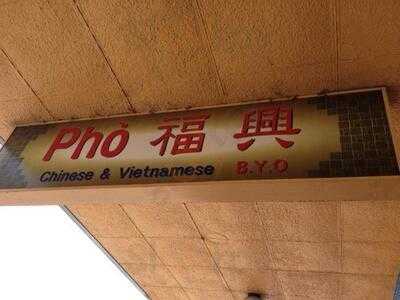 Phở 福興
Chinese & Vietnamese B.Y.O